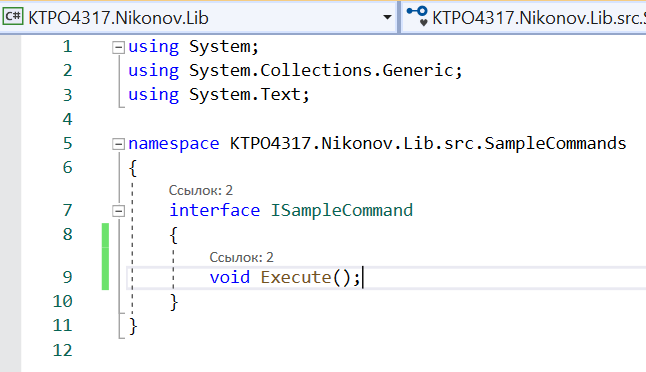 C# KTPO4317.Nikonov.Lib
KTPO4317.Nikonov.Lib.src.
1 using System;
2 using System.Collections.Generic;
3 using System.Text;
4
5 namespace KTPO4317.Nikonov.Lib.src.SampleCommands
6 {
Ссылок: 2
7 interface ISampleCommand
8 {
Ссылок: 2
9 void Execute();
10 }
11 }
12